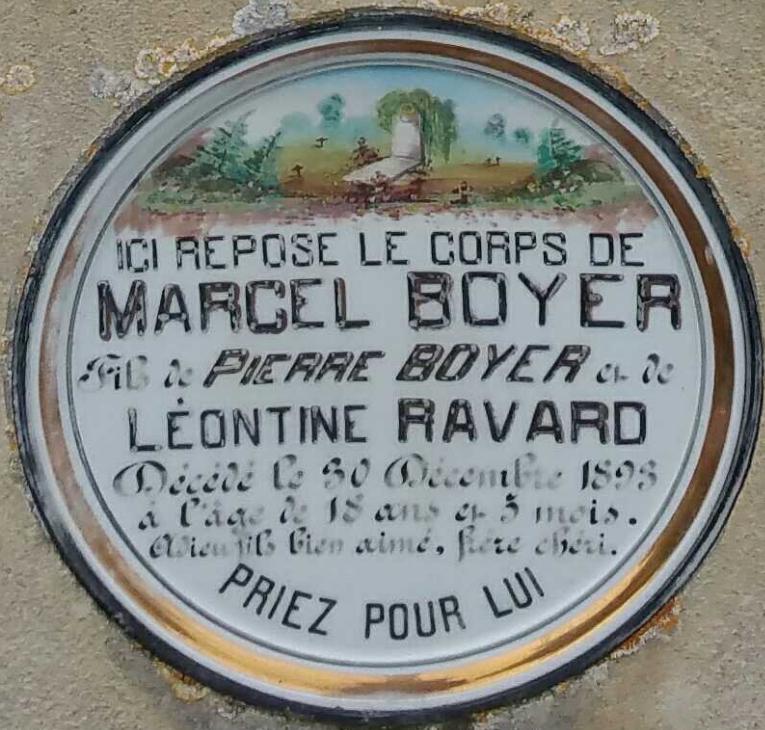 ICI REPOSE LE CORPS DE
MARCEL BOYER
Fils de PIERRE BOYER et de
LÉONTINE RAVARD
Décédé le 30 Décembre 1893
à l'âge de 18 ans et 3 mois.
Adieu fils bien aimé, frère chéri.
PRIEZ POUR LUI